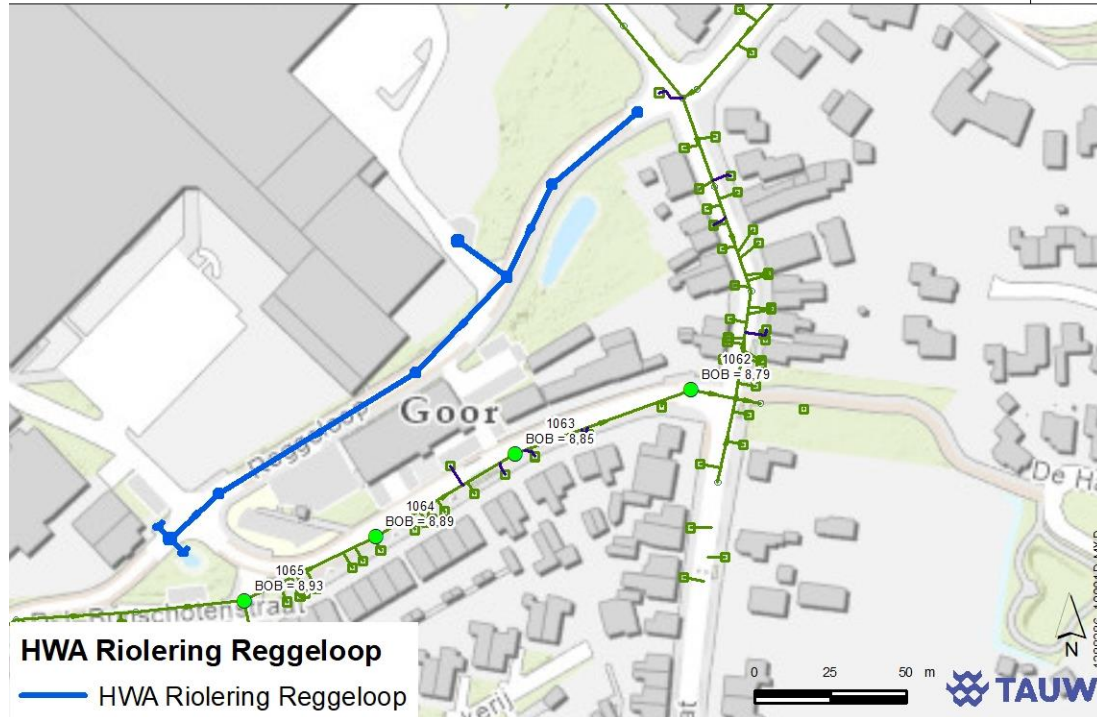 1062
BOB = 8,79
Goor
1063
BOB = 8,85
Reggeloop
1064
BOB = 8,89
De Ha
1065
BOB = 8,93
HWA Riolering Reggeloop
HWA Riolering Reggeloop
0 25 50 m
N
TAUW